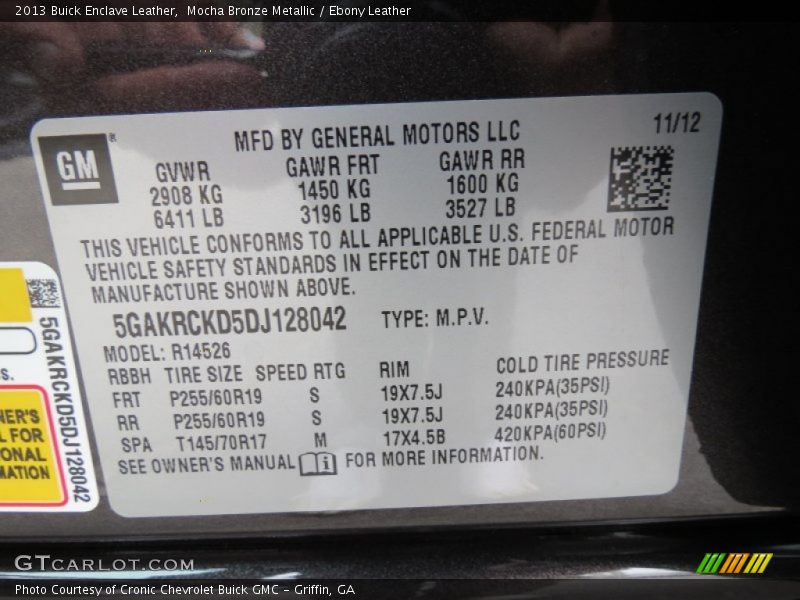 2013 Buick Enclave Leather, Mocha Bronze Metallic / Ebony Leather
GM®
MFD BY GENERAL MOTORS LLC
11/12
GVWR GAWR FRT GAWR RR
2908 KG 1450 KG 1600 KG
6411 LB 3196 LB 3527 LB
THIS VEHICLE CONFORMS TO ALL APPLICABLE U.S. FEDERAL MOTOR
VEHICLE SAFETY STANDARDS IN EFFECT ON THE DATE OF
MANUFACTURE SHOWN ABOVE.
5GAKRCKD5DJ128042 TYPE: M.P.V.
MODEL: R14526
RBBH TIRE SIZE SPEED RTG RIM COLD TIRE PRESSURE
FRT P255/60R19 S 19X7.5J 240KPA(35PSI)
RR P255/60R19 S 19X7.5J 240KPA(35PSI)
SPA T145/70R17 M 17X4.5B 420KPA(60PSI)
SEE OWNER'S MANUAL i FOR MORE INFORMATION.
S.
NER'S
L FOR
ONAL
MATION
5GAKRCKD5DJ128042
GTCARLOT.COM
Photo Courtesy of Cronic Chevrolet Buick GMC – Griffin, GA